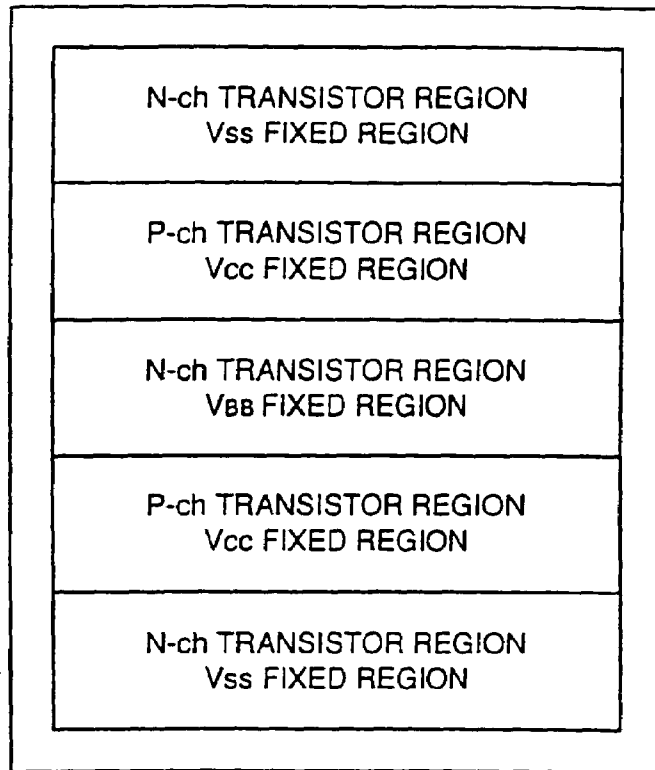 N-ch TRANSISTOR REGION
Vss FIXED REGION
P-ch TRANSISTOR REGION
Vcc FIXED REGION
N-ch TRANSISTOR REGION
VBB FIXED REGION
P-ch TRANSISTOR REGION
Vcc FIXED REGION
N-ch TRANSISTOR REGION
Vss FIXED REGION